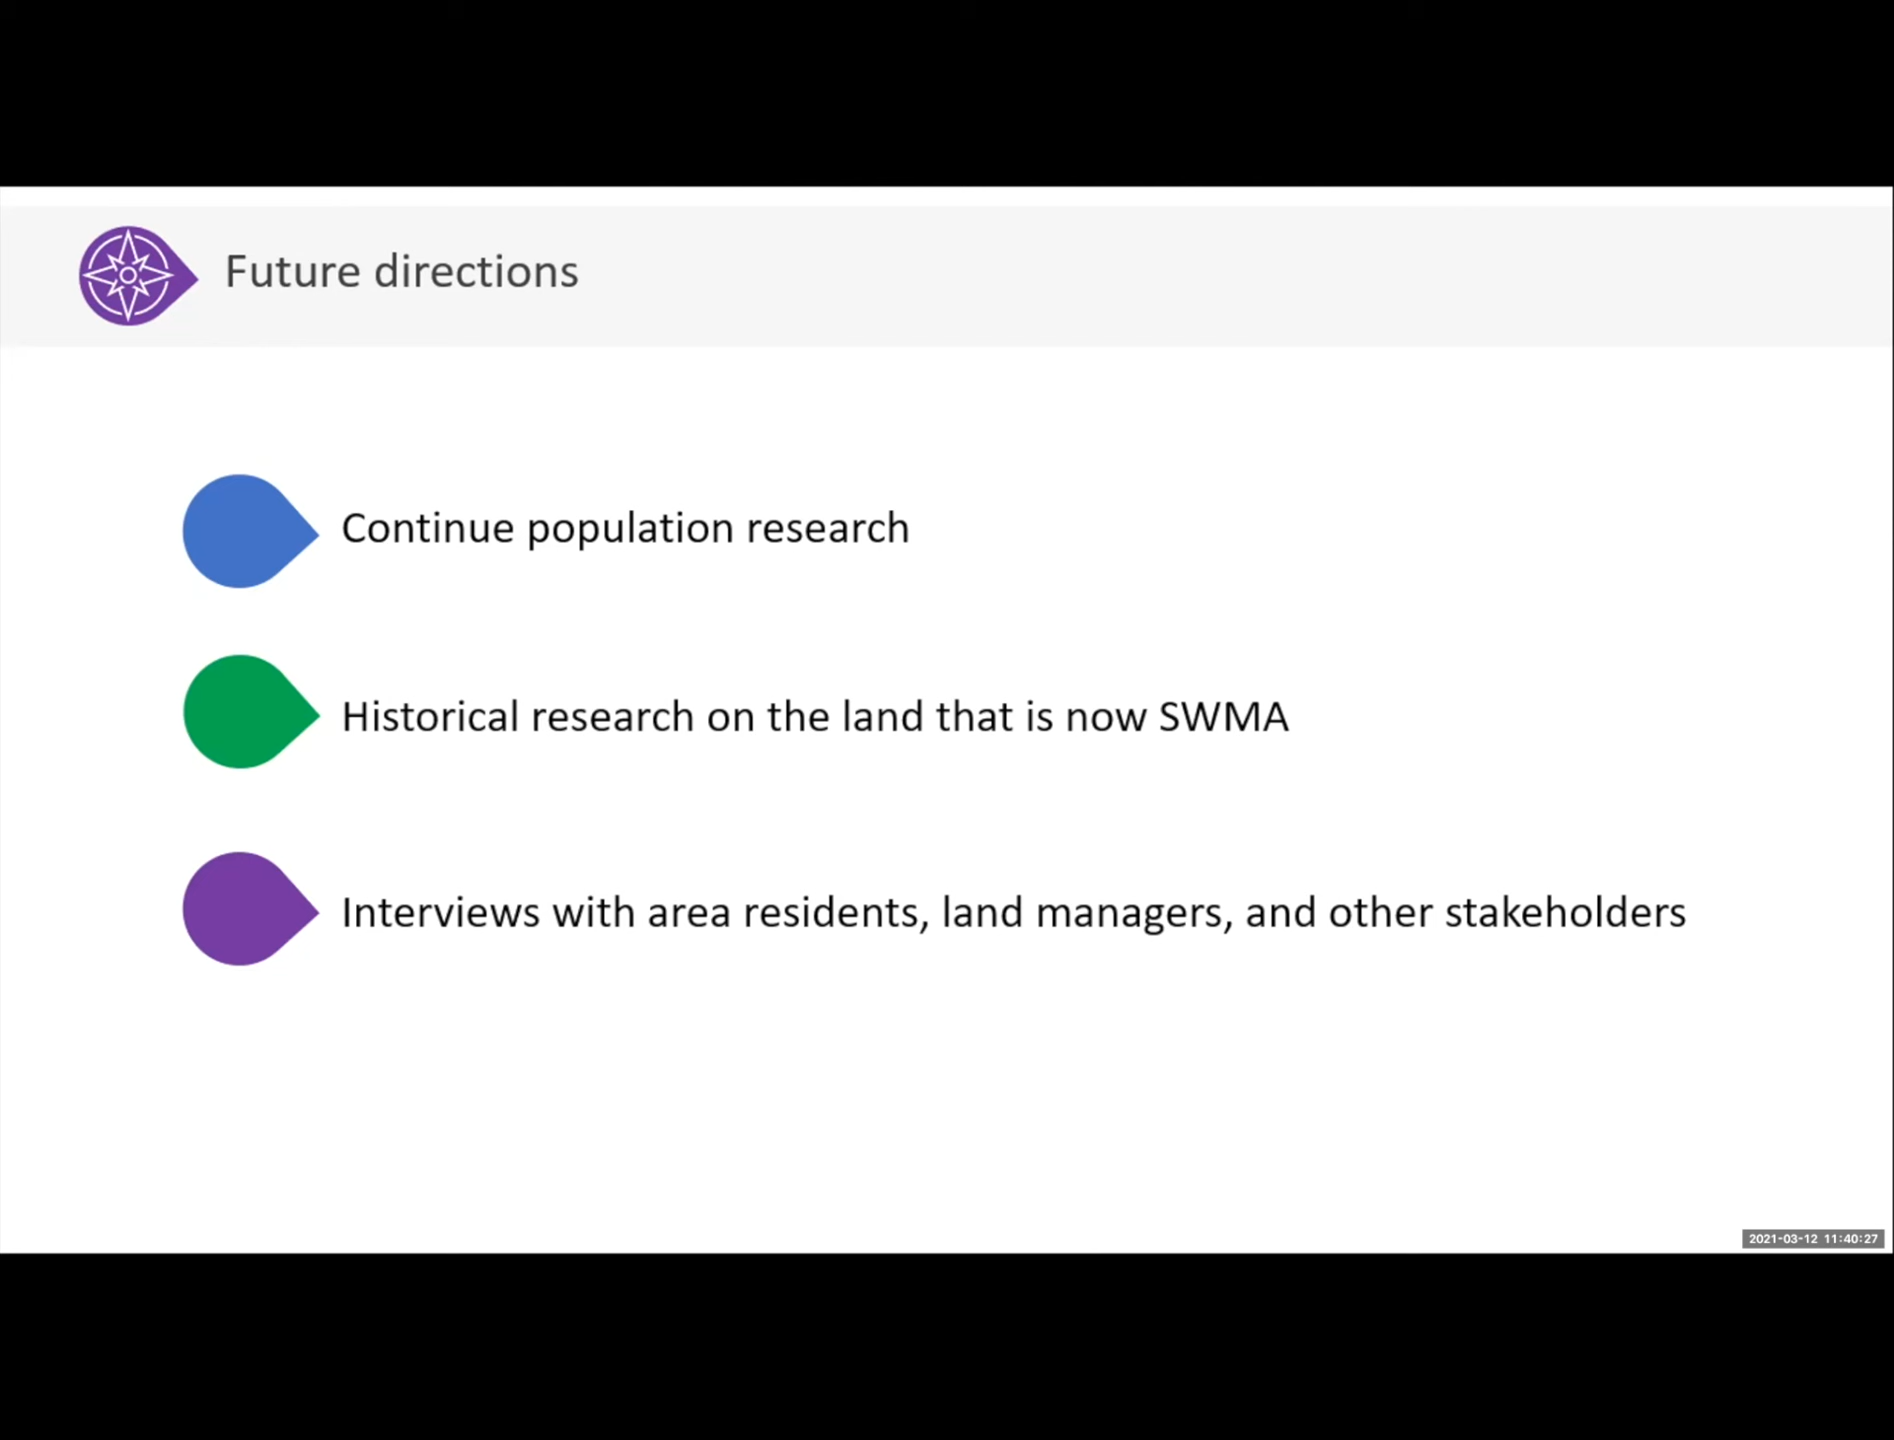 Future directions
Continue population research
Historical research on the land that is now SWMA
Interviews with area residents, land managers, and other stakeholders
2021-03-12 11:40:27